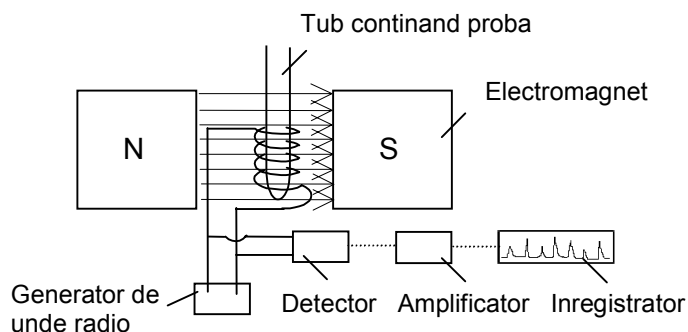 Tub continand proba
Electromagnet
N
S
Generator de
unde radio
Detector
Amplificator
Inregistrator